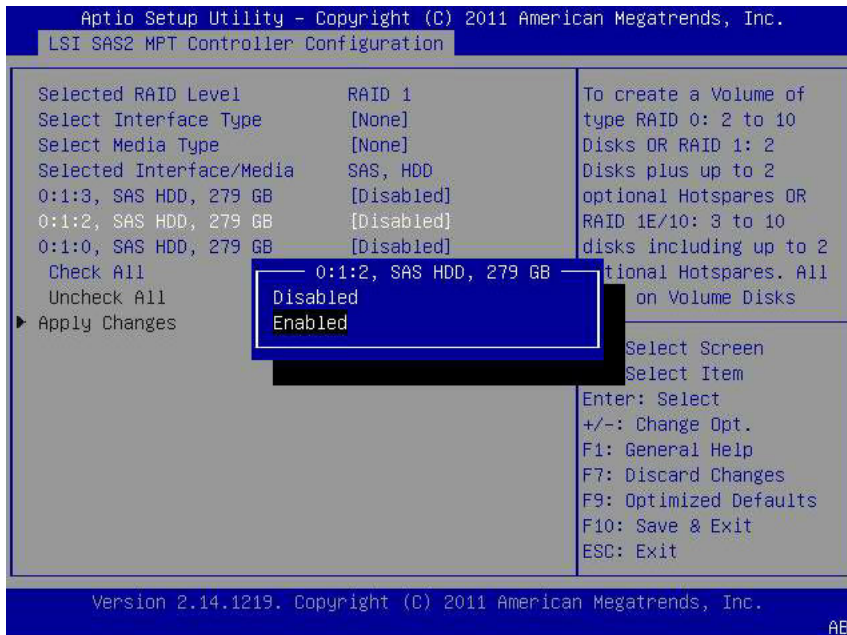 Aptio Setup Utility – Copyright (C) 2011 American Megatrends, Inc.
LSI SAS2 MPT Controller Configuration
Selected RAID Level RAID 1
Select Interface Type [None]
Select Media Type [None]
Selected Interface/Media SAS, HDD
0:1:3, SAS HDD, 279 GB [Disabled]
0:1:2, SAS HDD, 279 GB [Disabled]
0:1:0, SAS HDD, 279 GB [Disabled]
Check All
Uncheck All
Apply Changes
0:1:2, SAS HDD, 279 GB
Disabled
Enabled
To create a Volume of
type RAID 0: 2 to 10
Disks OR RAID 1: 2
Disks plus up to 2
optional Hotspares OR
RAID 1E/10: 3 to 10
disks including up to 2
tional Hotspares. All
on Volume Disks
Select Screen
Select Item
Enter: Select
+/-: Change Opt.
F1: General Help
F7: Discard Changes
F9: Optimized Defaults
F10: Save & Exit
ESC: Exit
Version 2.14.1219. Copyright (C) 2011 American Megatrends, Inc.
AB